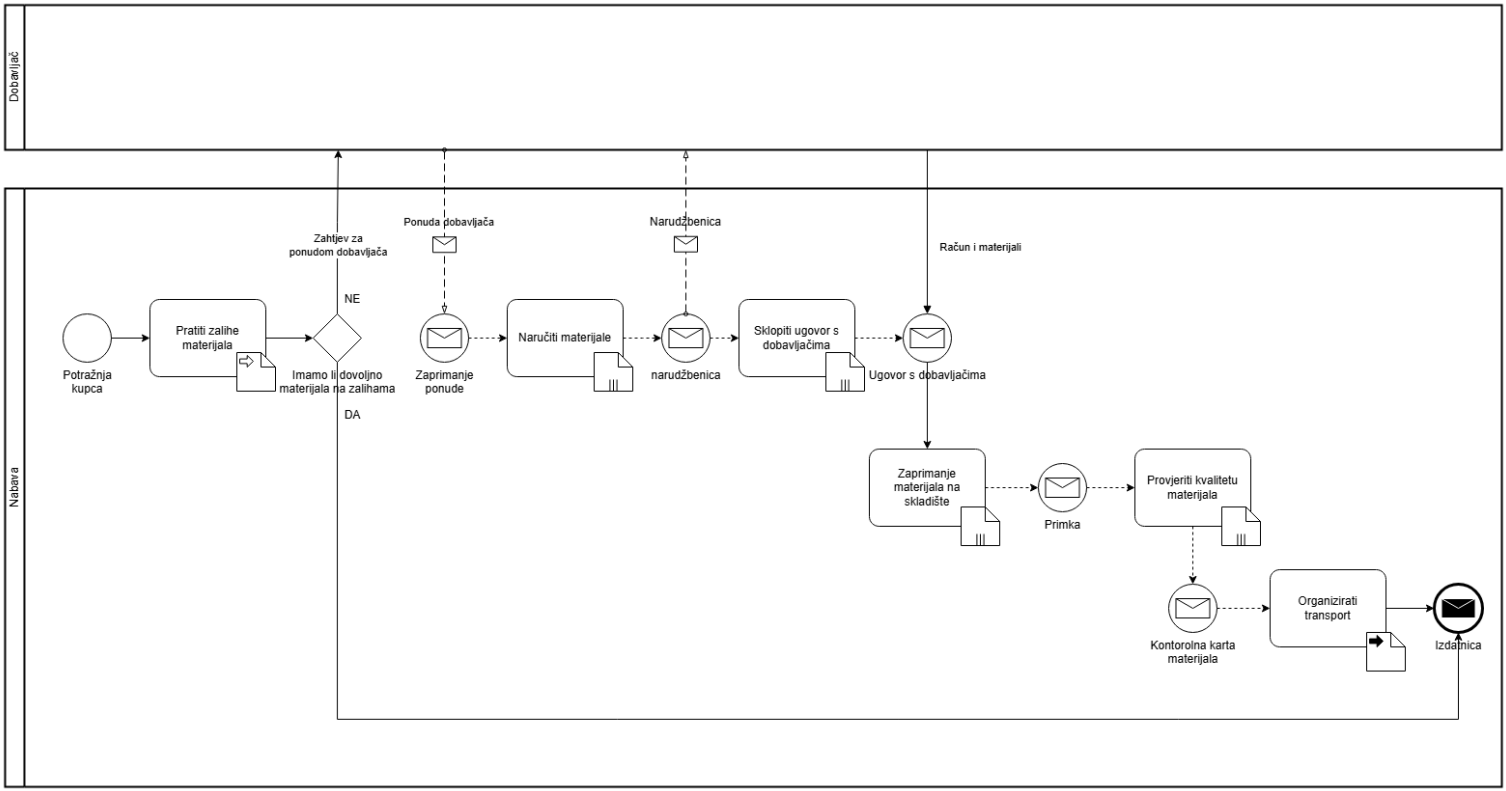 Dobavljač
Nabava
Zahtjev za
ponudom dobavljača
Ponuda dobavljača
Narudžbenica
Račun i materijali
NE
Potražnja
kupca
Pratiti zalihe
materijala
Imamo li dovoljno
materijala na zalihama
DA
Zaprimanje
ponude
Naručiti materijale
narudžbenica
Sklopiti ugovor s
dobavljačima
Ugovor s dobavljačima
Zaprimanje
materijala na
skladište
Primka
Provjeriti kvalitetu
materijala
Kontorolna karta
materijala
Organizirati
transport
Izdatnica